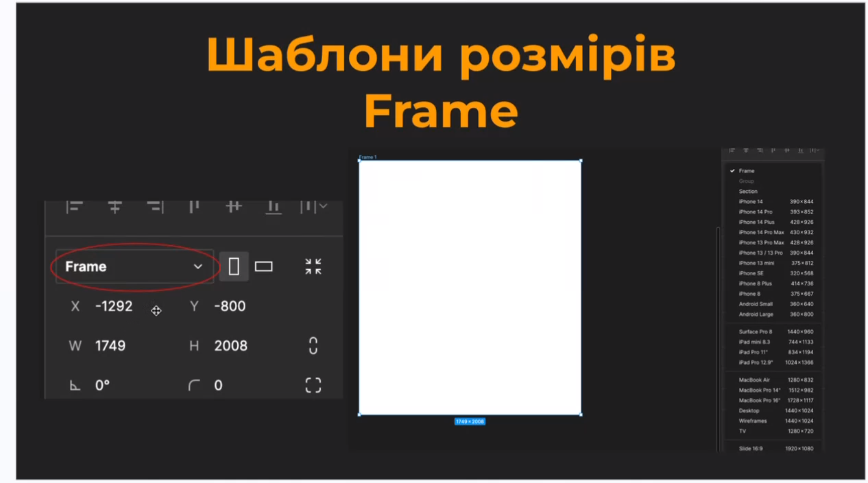 Шаблони розмірів
Frame
Frame
X -1292 Y -800
W 1749 H 2008
0° 0
Frame 1
1749 × 2008
Frame
Group
Section
iPhone 14 390×844
iPhone 14 Pro 393×852
iPhone 14 Plus 428×926
iPhone 14 Pro Max 430×932
iPhone 13 Pro Max 428×926
iPhone 13 / 13 Pro 390×844
iPhone 13 mini 375×812
iPhone SE 320×568
iPhone 8 Plus 414×736
iPhone 8 375×667
Android Small 360×640
Android Large 360×800
Surface Pro 8 1440×960
iPad mini 8.3 744×1133
iPad Pro 11" 834×1194
iPad Pro 12.9" 1024×1366
MacBook Air 1280×832
MacBook Pro 14" 1512×982
MacBook Pro 16" 1728×1117
Desktop 1440×1024
Wireframes 1440×1024
TV 1280×720
Slide 16:9 1920×1080